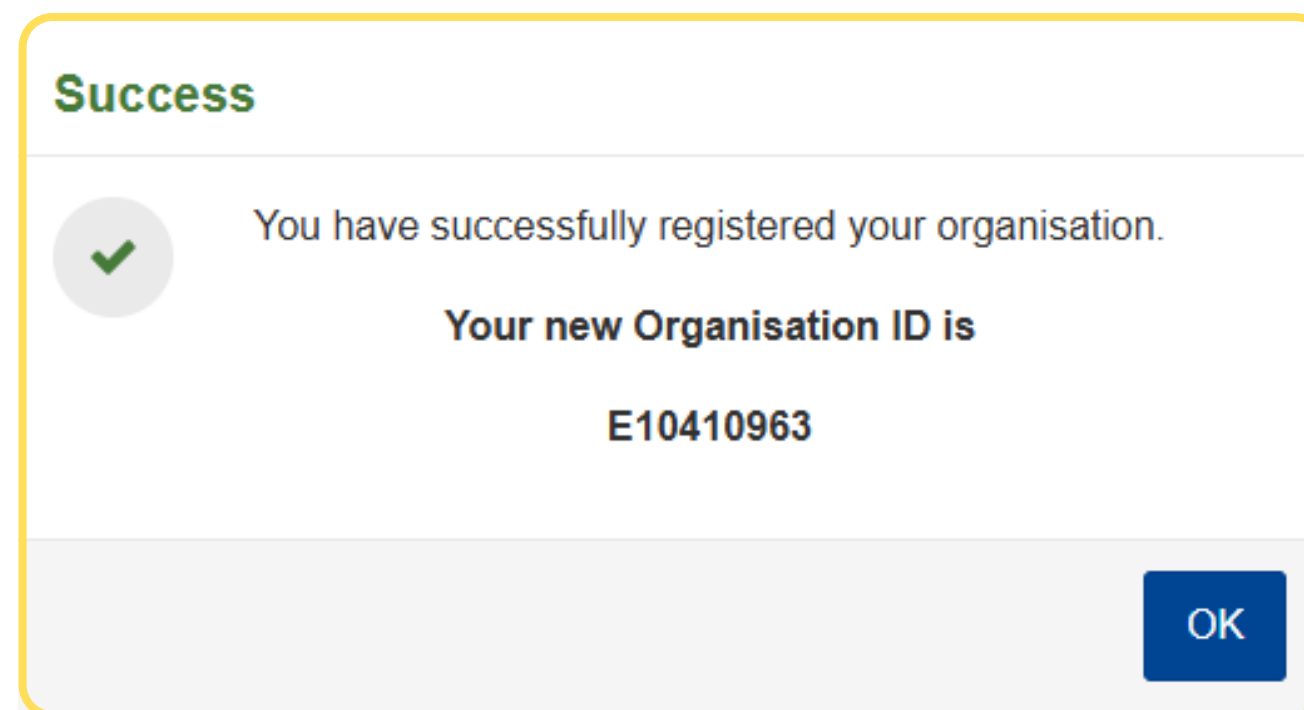 Success
You have successfully registered your organisation.
Your new Organisation ID is
E10410963
OK